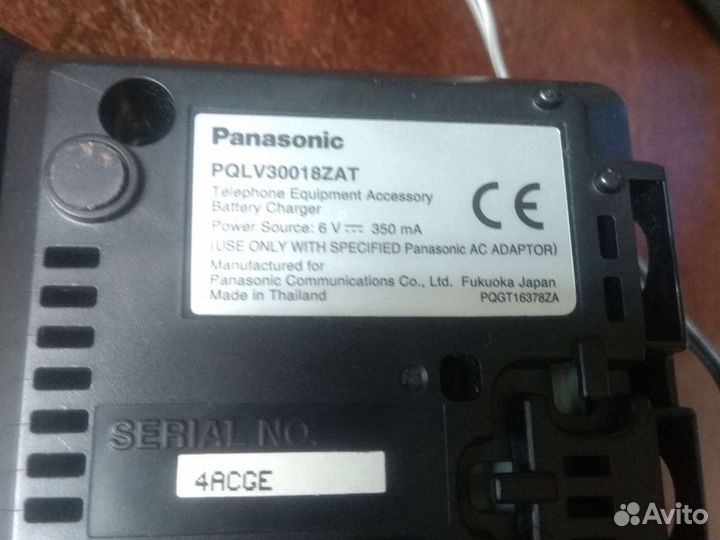 Panasonic
PQLV30018ZAT
Telephone Equipment Accessory
Battery Charger
Power Source: 6 V ⎓ 350 mA
(USE ONLY WITH SPECIFIED Panasonic AC ADAPTOR)
Manufactured for
Panasonic Communications Co., Ltd. Fukuoka Japan
Made in Thailand PQGT16378ZA
CE
SERIAL NO.
4ACGE
Avito